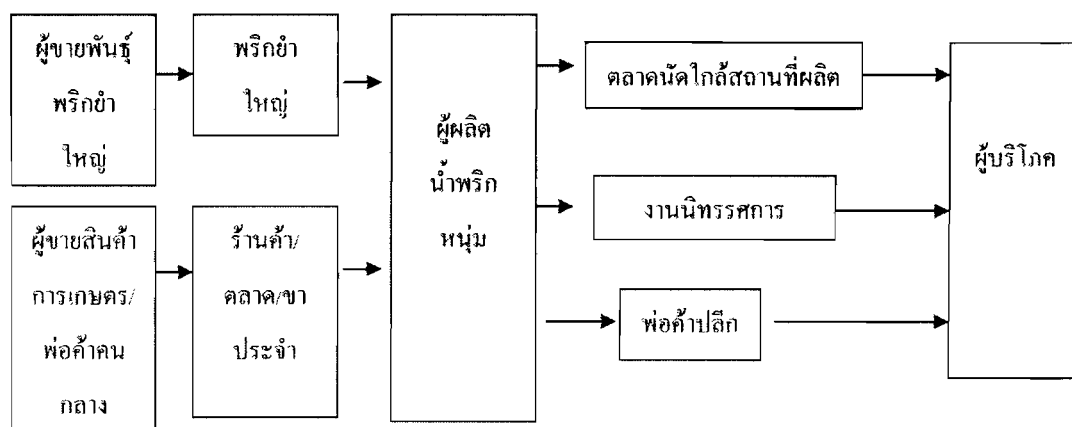 ผู้ขายพันธุ์
พริกยำ
ใหญ่
พริกยำ
ใหญ่
ผู้ขายสินค้า
การเกษตร/
พ่อค้าคน
กลาง
ร้านค้า/
ตลาด/ขา
ประจำ
ผู้ผลิต
น้ำพริก
หนุ่ม
ตลาดนัดใกล้สถานที่ผลิต
งานนิทรรศการ
พ่อค้าปลีก
ผู้บริโภค